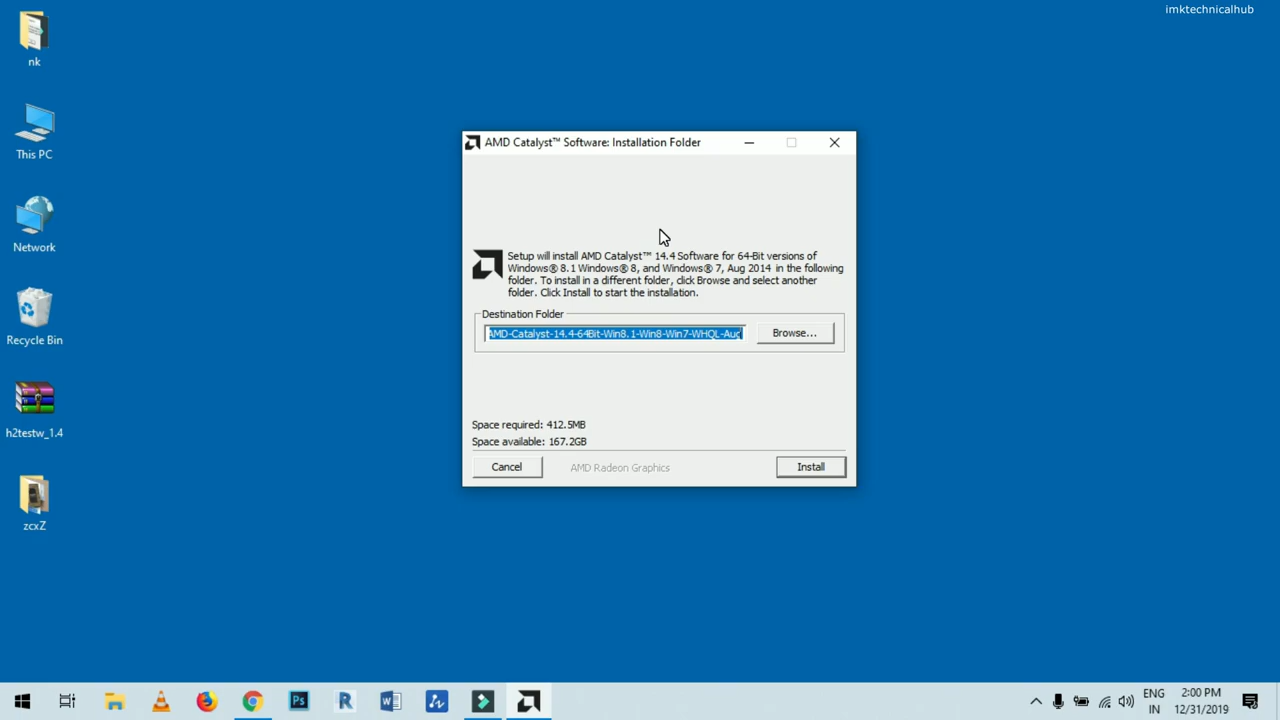 imktechnicalhub
nk
This PC
Network
Recycle Bin
h2testw_1.4
zcxZ
AMD Catalyst™ Software: Installation Folder
Setup will install AMD Catalyst™ 14.4 Software for 64-Bit versions of
Windows® 8.1 Windows® 8, and Windows® 7, Aug 2014 in the following
folder. To install in a different folder, click Browse and select another
folder. Click Install to start the installation.
Destination Folder
AMD-Catalyst-14.4-64Bit-Win8.1-Win8-Win7-WHQL-Aug
Browse...
Space required: 412.5MB
Space available: 167.2GB
Cancel
AMD Radeon Graphics
Install
Ps
R
W
ENG
IN
2:00 PM
12/31/2019